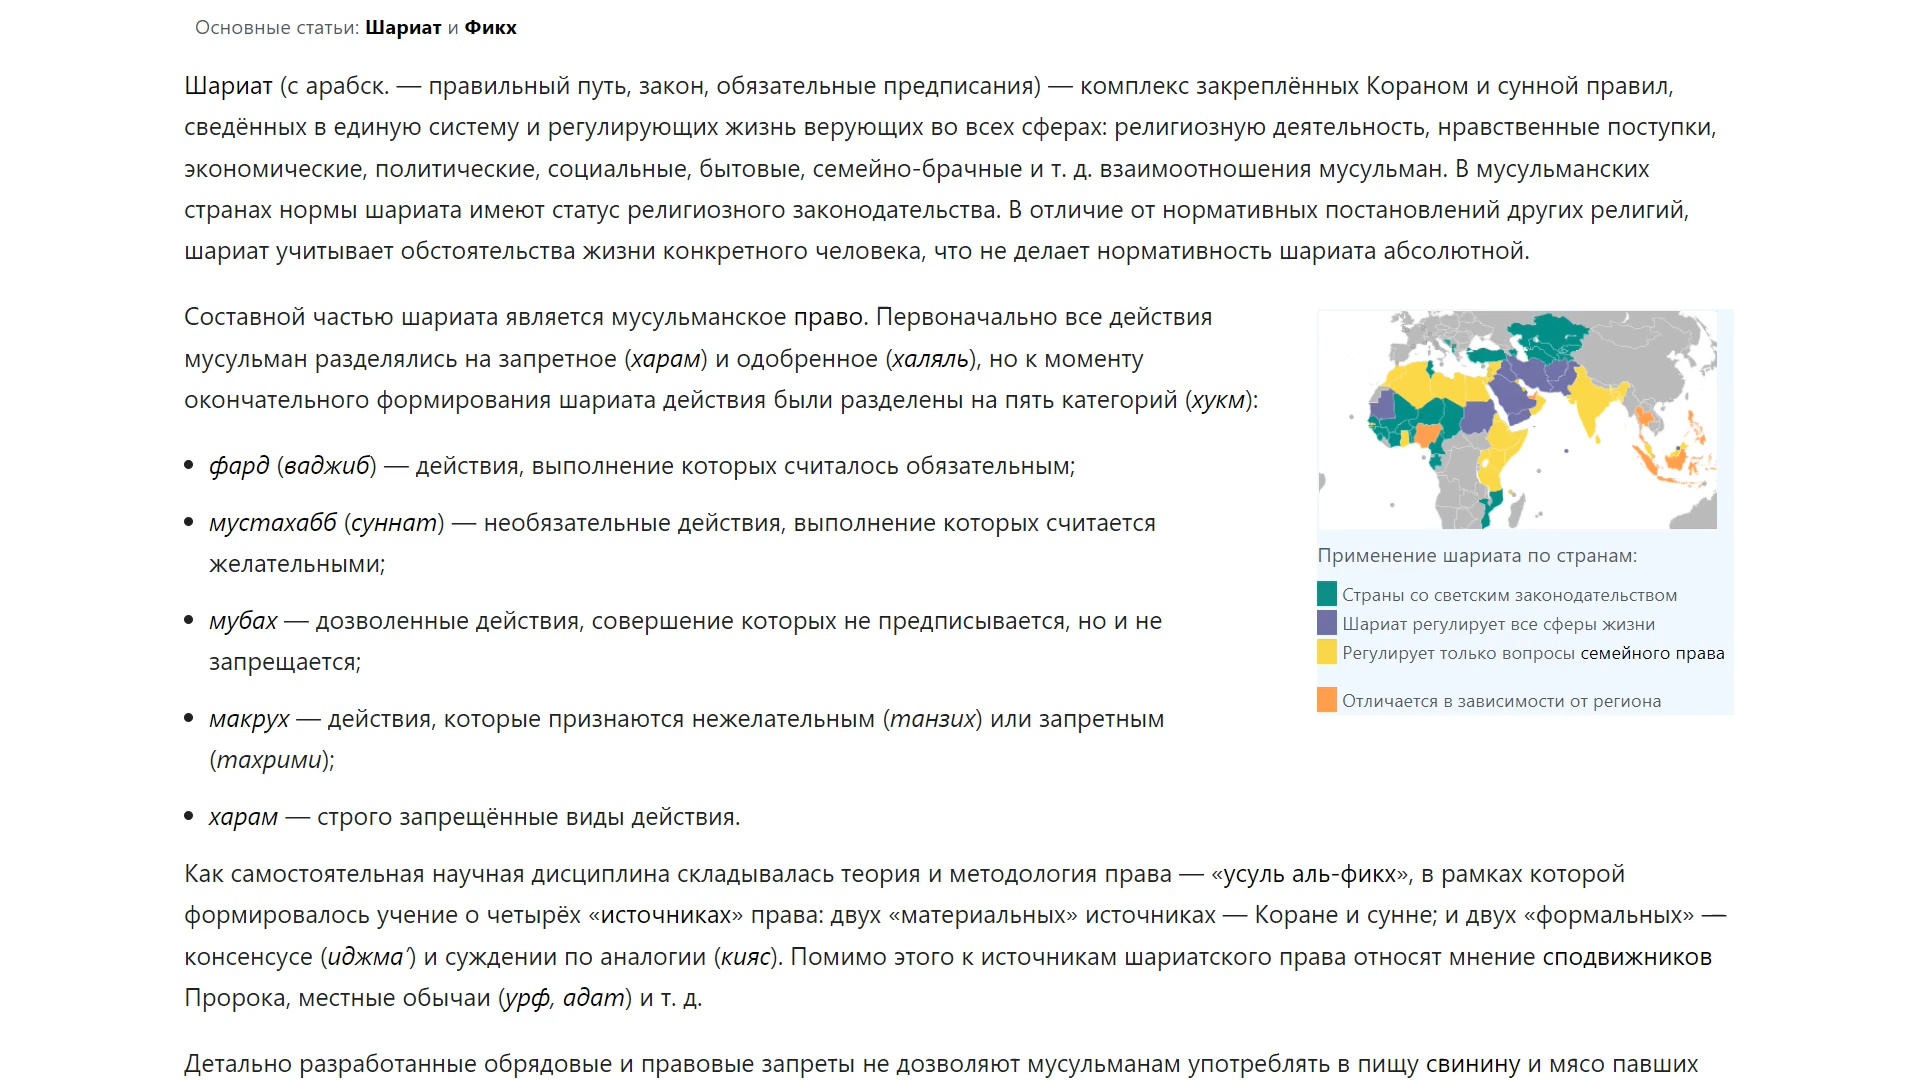 Основные статьи: Шариат и Фикх
Шариат (с арабск. — правильный путь, закон, обязательные предписания) — комплекс закреплённых Кораном и сунной правил,
сведённых в единую систему и регулирующих жизнь верующих во всех сферах: религиозную деятельность, нравственные поступки,
экономические, политические, социальные, бытовые, семейно-брачные и т. д. взаимоотношения мусульман. В мусульманских
странах нормы шариата имеют статус религиозного законодательства. В отличие от нормативных постановлений других религий,
шариат учитывает обстоятельства жизни конкретного человека, что не делает нормативность шариата абсолютной.
Составной частью шариата является мусульманское право. Первоначально все действия
мусульман разделялись на запретное (харам) и одобренное (халяль), но к моменту
окончательного формирования шариата действия были разделены на пять категорий (хукм):
• фард (ваджиб) — действия, выполнение которых считалось обязательным;
• мустахабб (суннат) — необязательные действия, выполнение которых считается
желательными;
• мубах — дозволенные действия, совершение которых не предписывается, но и не
запрещается;
• макрух — действия, которые признаются нежелательным (танзих) или запретным
(тахрими);
• харам — строго запрещённые виды действия.
Применение шариата по странам:
Страны со светским законодательством
Шариат регулирует все сферы жизни
Регулирует только вопросы семейного права
Отличается в зависимости от региона
Как самостоятельная научная дисциплина складывалась теория и методология права — «усуль аль-фикх», в рамках которой
формировалось учение о четырёх «источниках» права: двух «материальных» источниках — Коране и сунне; и двух «формальных» —
консенсусе (иджма’) и суждении по аналогии (кияс). Помимо этого к источникам шариатского права относят мнение сподвижников
Пророка, местные обычаи (урф, адат) и т. д.
Детально разработанные обрядовые и правовые запреты не дозволяют мусульманам употреблять в пищу свинину и мясо павших